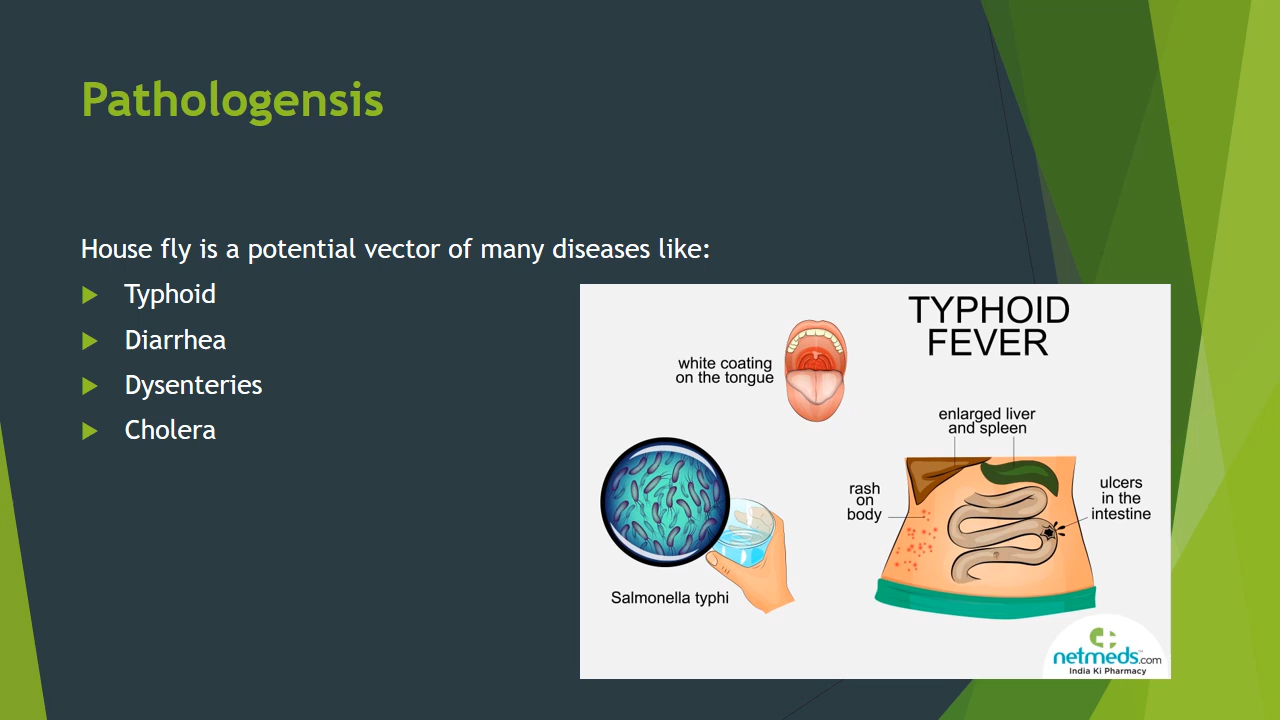 Pathologensis
House fly is a potential vector of many diseases like:
Typhoid
Diarrhea
Dysenteries
Cholera
TYPHOID
FEVER
white coating
on the tongue
enlarged liver
and spleen
rash
on
body
ulcers
in the
intestine
Salmonella typhi
netmeds.com
India Ki Pharmacy